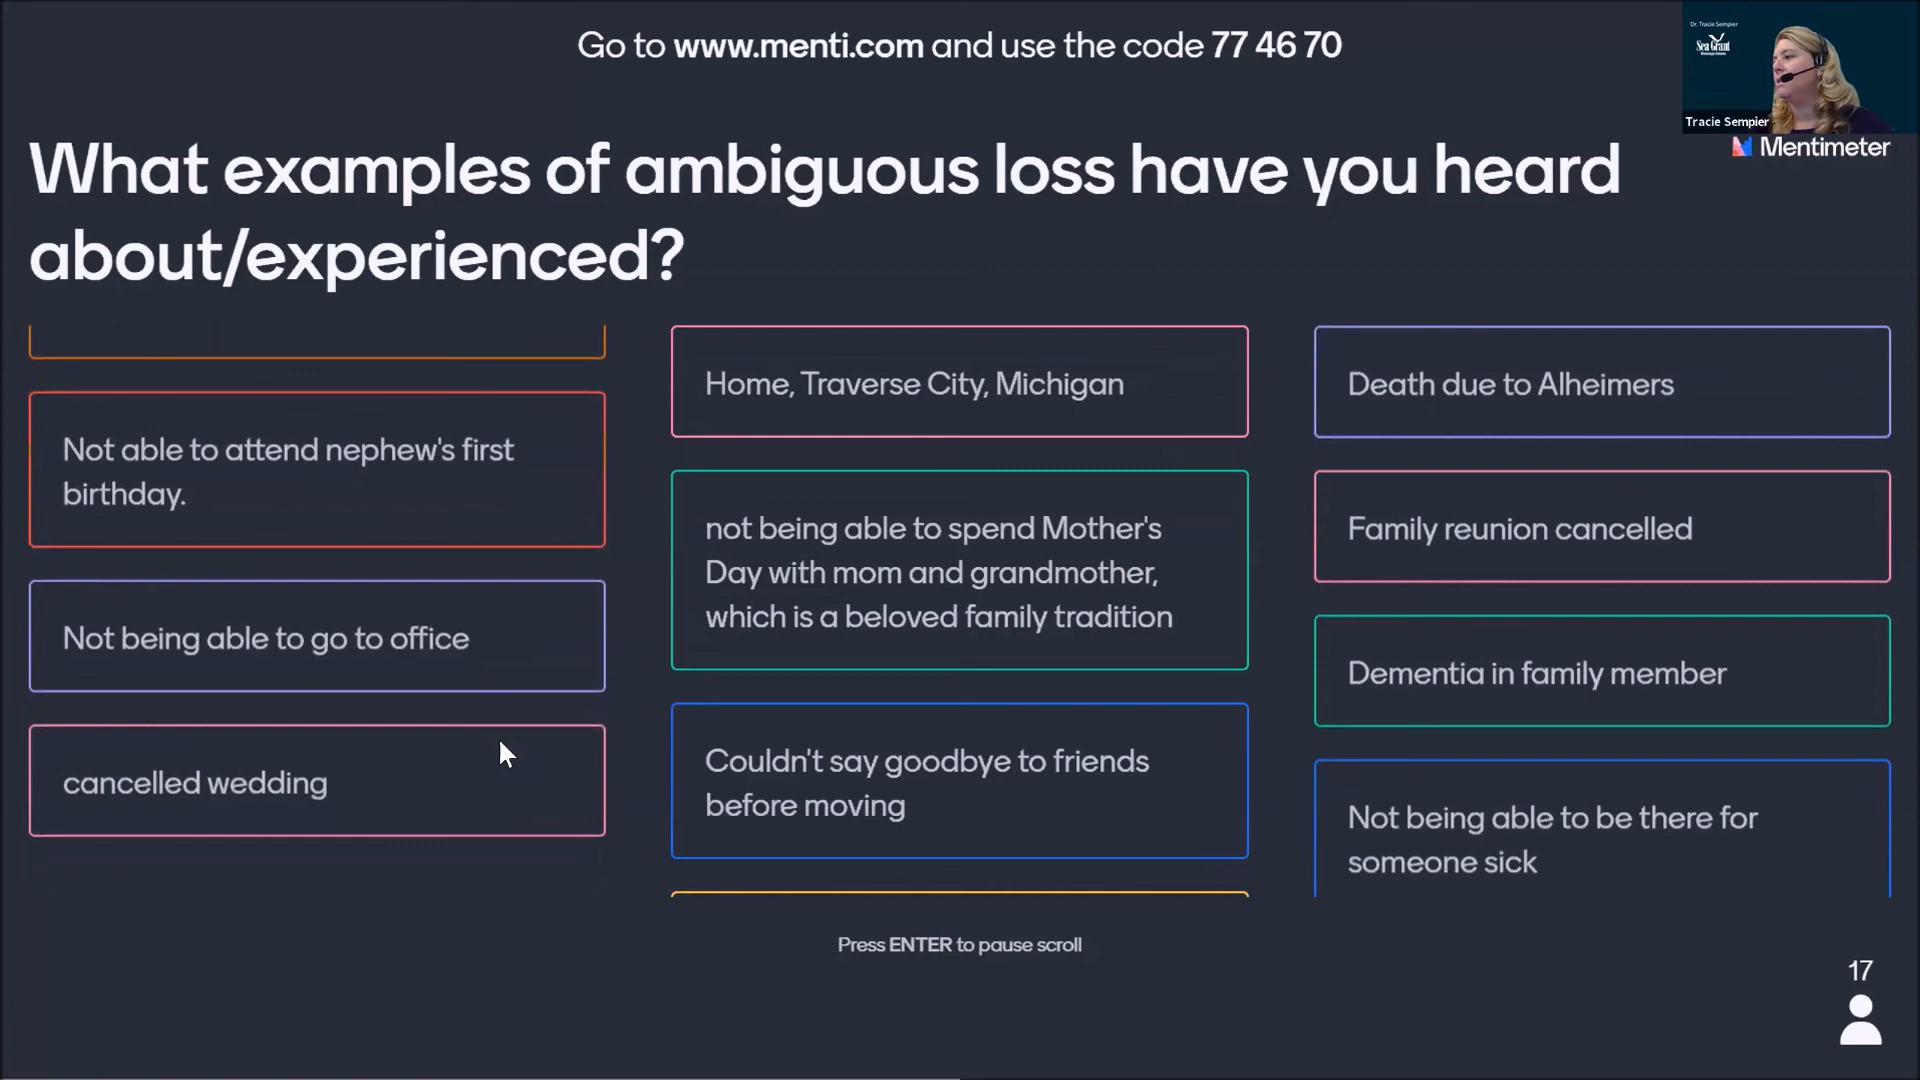 Go to www.menti.com and use the code 77 46 70
Dr. Tracie Sempier
Sea Grant
Tracie Sempier
Mentimeter
What examples of ambiguous loss have you heard
about/experienced?
Not able to attend nephew's first
birthday.
Not being able to go to office
cancelled wedding
Home, Traverse City, Michigan
not being able to spend Mother's
Day with mom and grandmother,
which is a beloved family tradition
Couldn't say goodbye to friends
before moving
Death due to Alheimers
Family reunion cancelled
Dementia in family member
Not being able to be there for
someone sick
Press ENTER to pause scroll
17